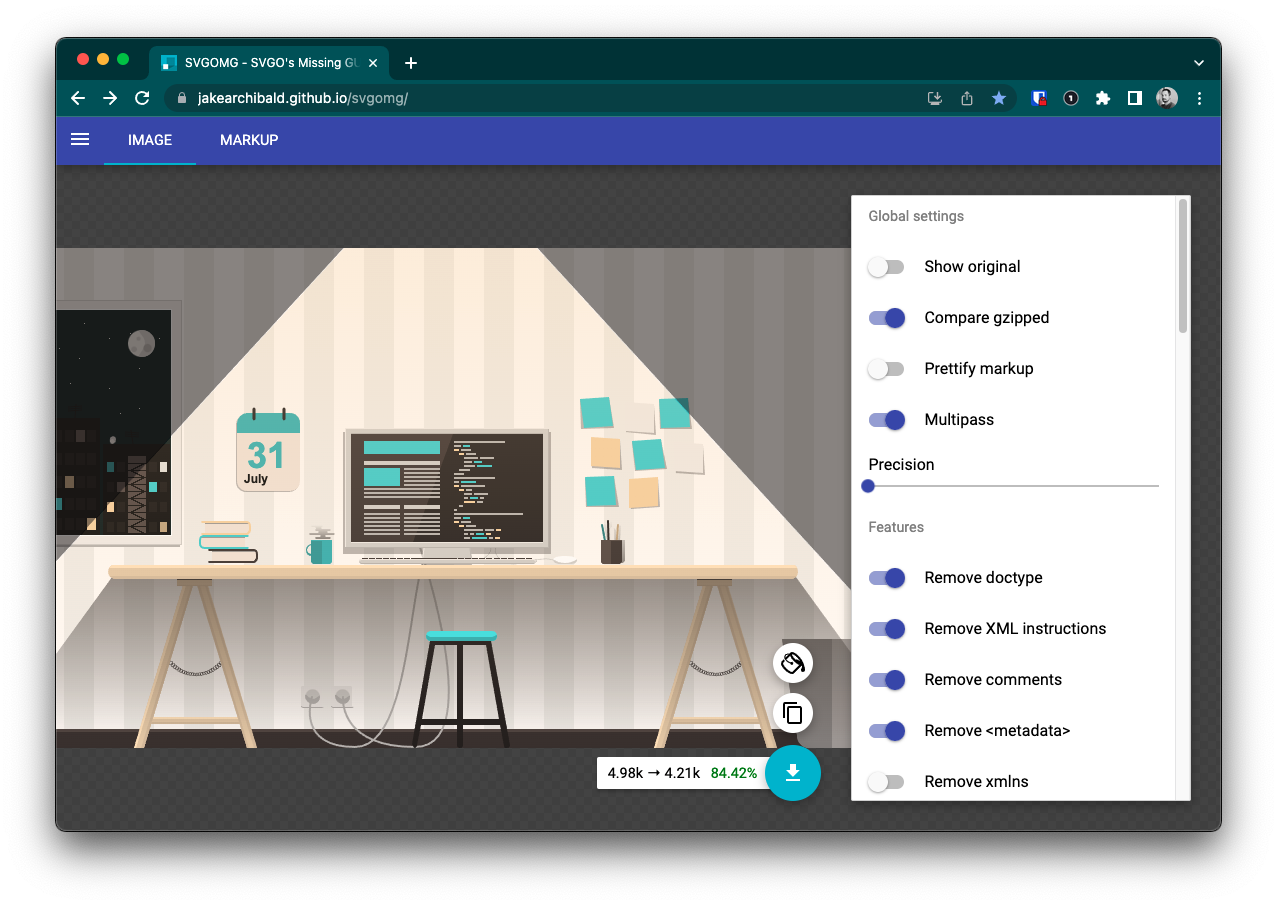 SVGOMG - SVGO's Missing GU
jakearchibald.github.io/svgomg/
1
IMAGE
MARKUP
Global settings
Show original
Compare gzipped
Prettify markup
Multipass
Precision
Features
Remove doctype
Remove XML instructions
Remove comments
Remove <metadata>
Remove xmlns
31
July
4.98k → 4.21k 84.42%